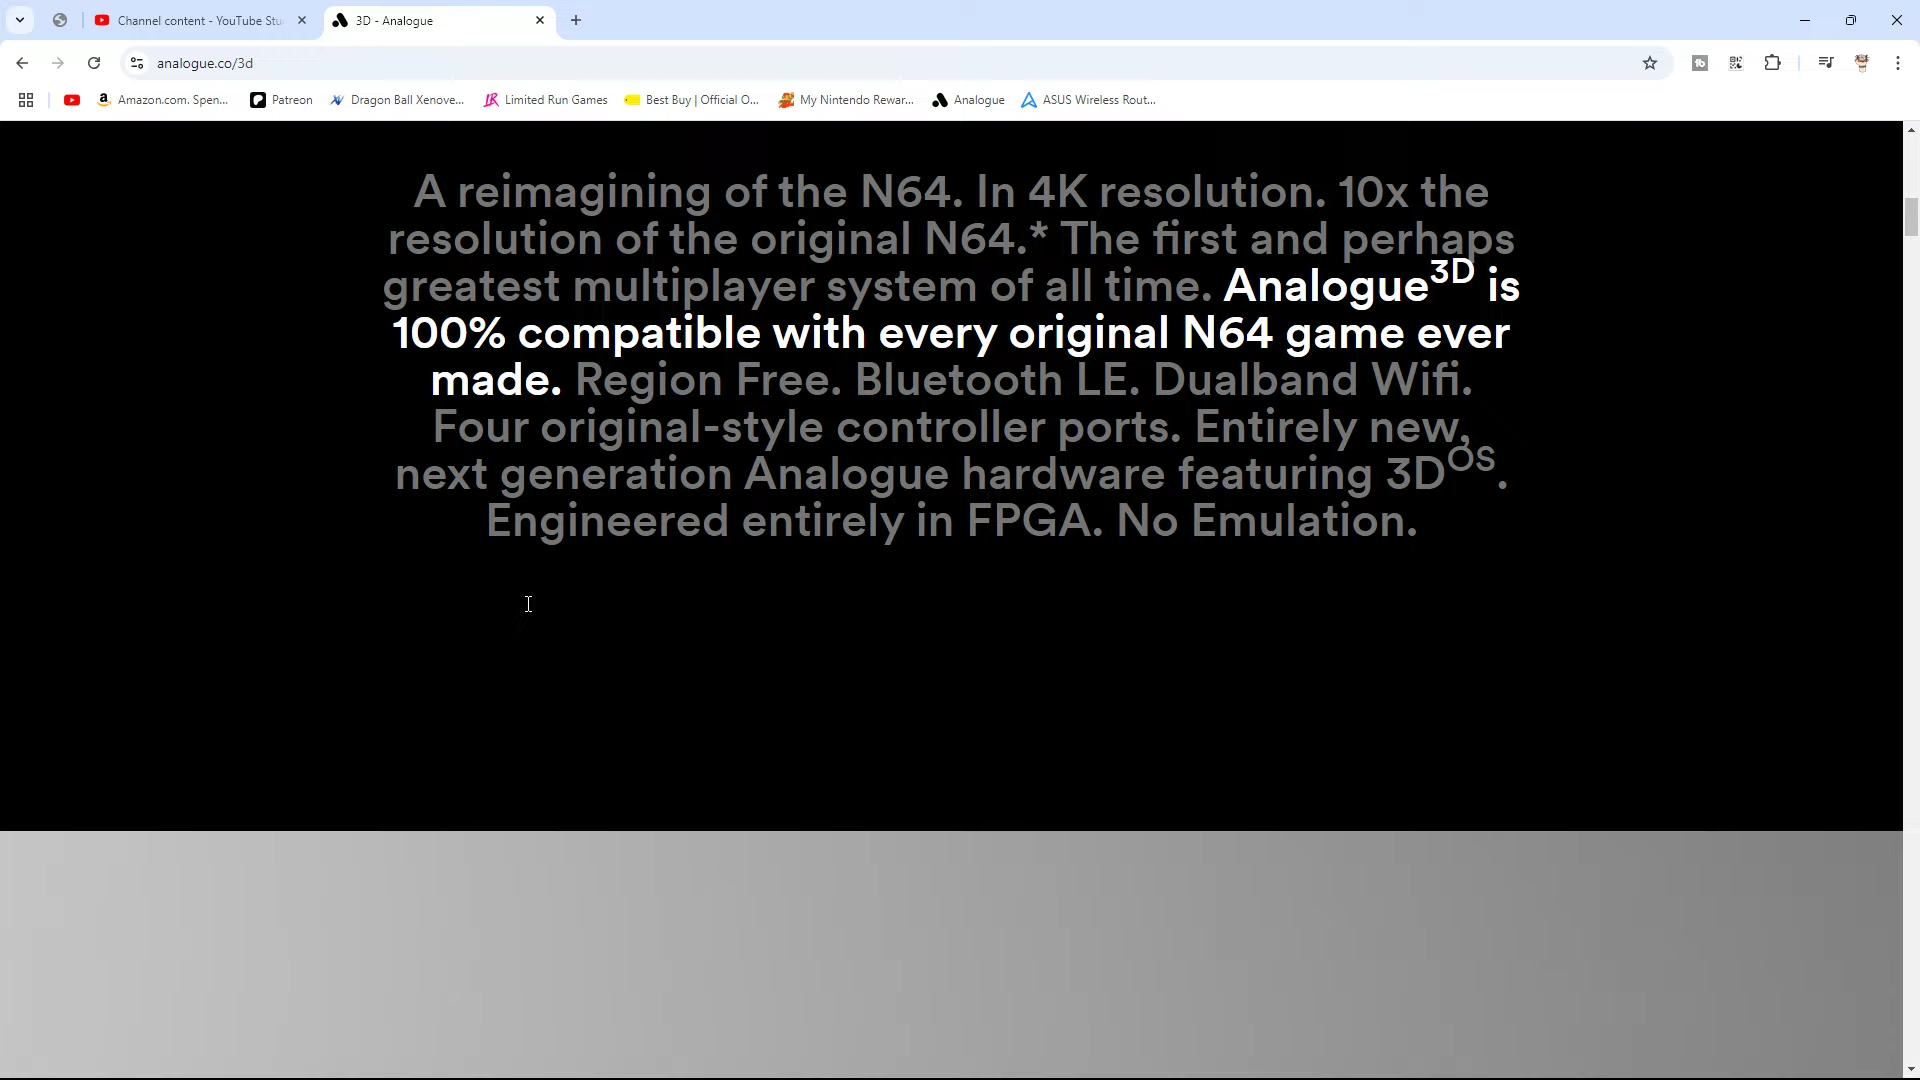 Channel content - YouTube Stu
3D - Analogue
analogue.co/3d
Amazon.com. Spen...
Patreon
Dragon Ball Xenove...
Limited Run Games
Best Buy | Official O...
My Nintendo Rewar...
Analogue
ASUS Wireless Rout...
A reimagining of the N64. In 4K resolution. 10x the
resolution of the original N64.* The first and perhaps
greatest multiplayer system of all time. Analogue3D is
100% compatible with every original N64 game ever
made. Region Free. Bluetooth LE. Dualband Wifi.
Four original-style controller ports. Entirely new,
next generation Analogue hardware featuring 3DOS.
Engineered entirely in FPGA. No Emulation.